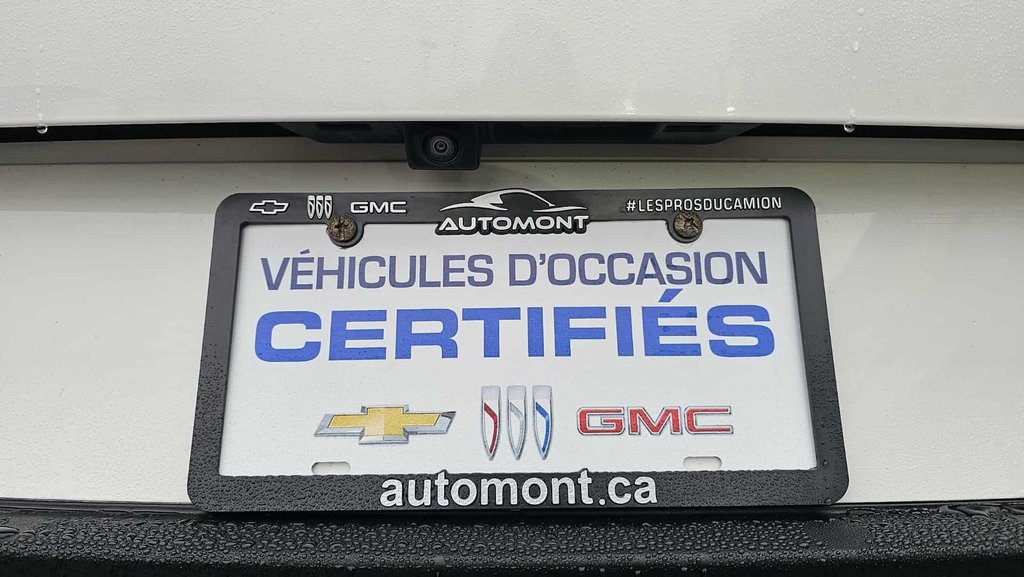 GMC AUTOMONT #LESPROSDUCAMION
VÉHICULES D'OCCASION
CERTIFIÉS
GMC
automont.ca